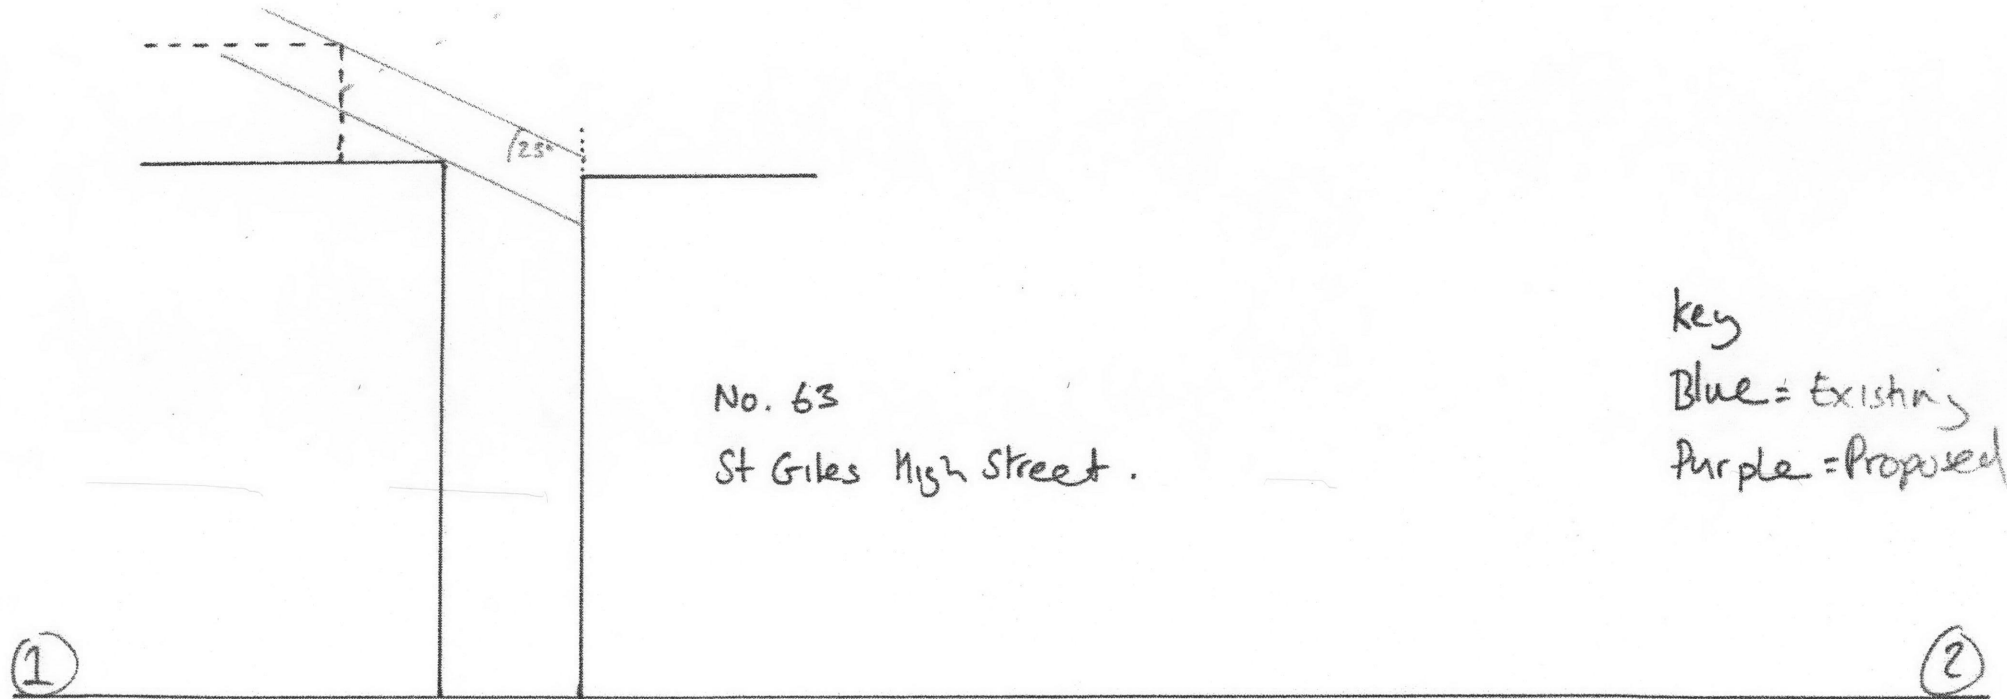 25°
No. 63
St Giles High Street.
key
Blue = Existing
Purple = Proposed
1
2